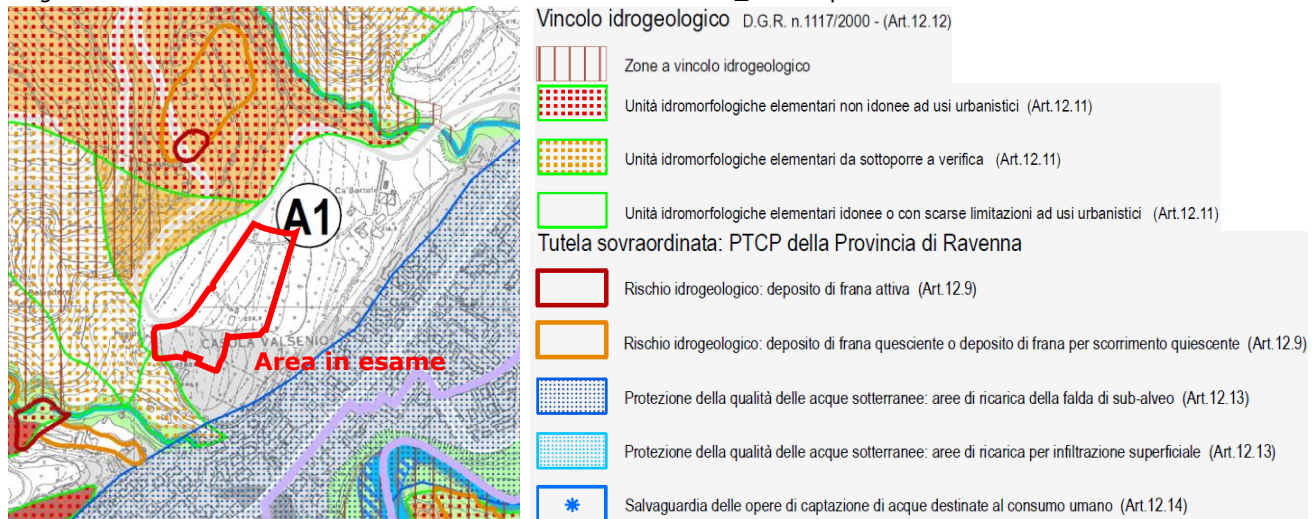 Vincolo idrogeologico D.G.R. n.1117/2000 - (Art.12.12)
Zone a vincolo idrogeologico
Unità idromorfologiche elementari non idonee ad usi urbanistici (Art.12.11)
Unità idromorfologiche elementari da sottoporre a verifica (Art.12.11)
Unità idromorfologiche elementari idonee o con scarse limitazioni ad usi urbanistici (Art.12.11)
Tutela sovraordinata: PTCP della Provincia di Ravenna
Rischio idrogeologico: deposito di frana attiva (Art.12.9)
Rischio idrogeologico: deposito di frana quesciente o deposito di frana per scorrimento quiescente (Art.12.9)
Protezione della qualità delle acque sotterranee: aree di ricarica della falda di sub-alveo (Art.12.13)
Protezione della qualità delle acque sotterranee: aree di ricarica per infiltrazione superficiale (Art.12.13)
Salvaguardia delle opere di captazione di acque destinate al consumo umano (Art.12.14)
Ca'Bartole
A1
CASOLA VALSENIO
Area in esame